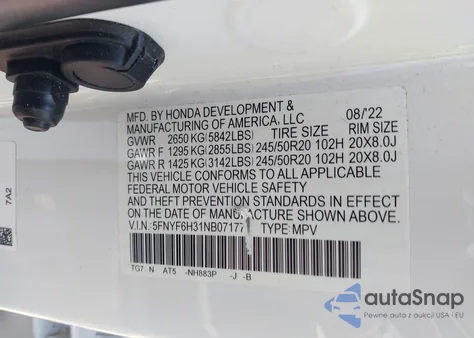 MFD. BY HONDA DEVELOPMENT &
MANUFACTURING OF AMERICA, LLC 08/'22
GVWR 2650 KG (5842LBS) TIRE SIZE RIM SIZE
GAWR F 1295 KG (2855LBS) 245/50R20 102H 20X8.0J
GAWR R 1425 KG (3142LBS) 245/50R20 102H 20X8.0J
THIS VEHICLE CONFORMS TO ALL APPLICABLE
FEDERAL MOTOR VEHICLE SAFETY
AND THEFT PREVENTION STANDARDS IN EFFECT
ON THE DATE OF MANUFACTURE SHOWN ABOVE.
V.I.N.: 5FNYF6H31NB07177 TYPE: MPV
TG7 N AT5 -NH883P -J -B
7A2
autoSnap
Pewne auta z aukcji USA i EU